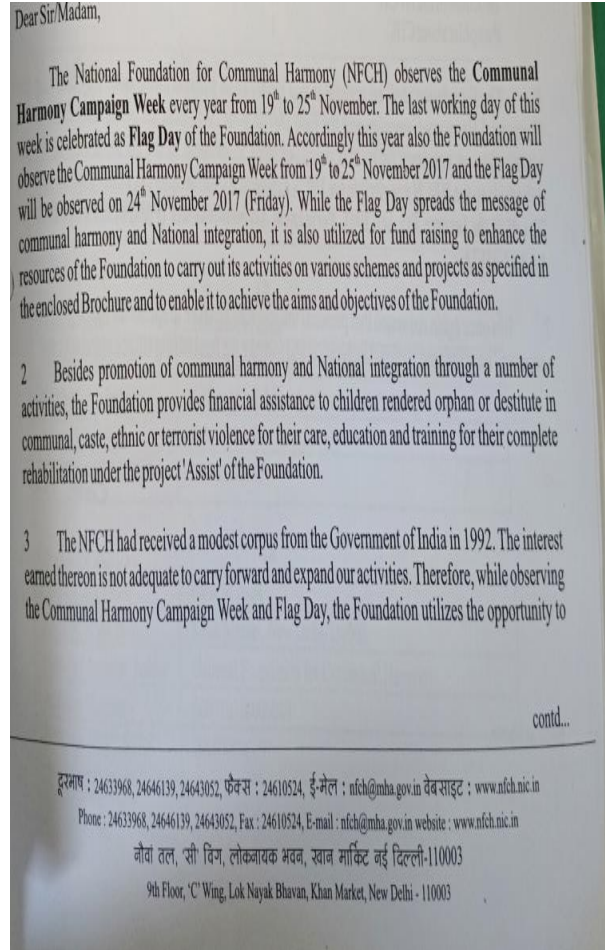 Dear Sir/Madam,
The National Foundation for Communal Harmony (NFCH) observes the Communal
Harmony Campaign Week every year from 19th to 25th November. The last working day of this
week is celebrated as Flag Day of the Foundation. Accordingly this year also the Foundation will
observe the Communal Harmony Campaign Week from 19th to 25th November 2017 and the Flag Day
will be observed on 24th November 2017 (Friday). While the Flag Day spreads the message of
communal harmony and National integration, it is also utilized for fund raising to enhance the
resources of the Foundation to carry out its activities on various schemes and projects as specified in
the enclosed Brochure and to enable it to achieve the aims and objectives of the Foundation.
2 Besides promotion of communal harmony and National integration through a number of
activities, the Foundation provides financial assistance to children rendered orphan or destitute in
communal, caste, ethnic or terrorist violence for their care, education and training for their complete
rehabilitation under the project 'Assist' of the Foundation.
3 The NFCH had received a modest corpus from the Government of India in 1992. The interest
earned thereon is not adequate to carry forward and expand our activities. Therefore, while observing
the Communal Harmony Campaign Week and Flag Day, the Foundation utilizes the opportunity to
contd...
दूरभाष : 24633968, 24646139, 24643052, फैक्स : 24610524, ई-मेल : nfch@mha.gov.in वेबसाइट : www.nfch.nic.in
Phone : 24633968, 24646139, 24643052, Fax : 24610524, E-mail : nfch@mha.gov.in website : www.nfch.nic.in
नौवां तल, 'सी' विंग, लोकनायक भवन, खान मार्किट नई दिल्ली-110003
9th Floor, 'C' Wing, Lok Nayak Bhavan, Khan Market, New Delhi - 110003